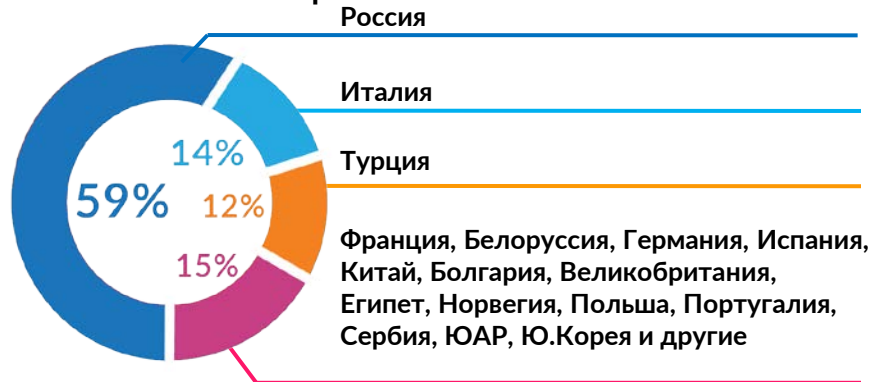 Россия
Италия
14%
Турция
59%
12%
Франция, Белоруссия, Германия, Испания,
15%
Китай, Болгария, Великобритания,
Египет, Норвегия, Польша, Португалия,
Сербия, ЮАР, Ю.Корея и другие